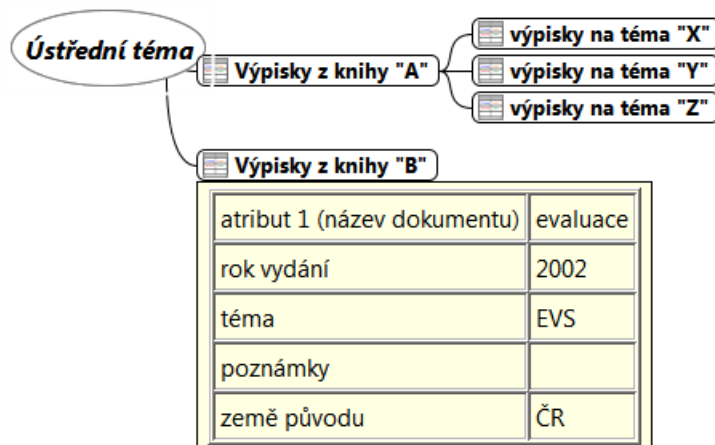 Ústřední téma
Výpisky z knihy "A"
výpisky na téma "X"
výpisky na téma "Y"
výpisky na téma "Z"
Výpisky z knihy "B"
atribut 1 (název dokumentu) evaluace
rok vydání 2002
téma EVS
poznámky
země původu ČR